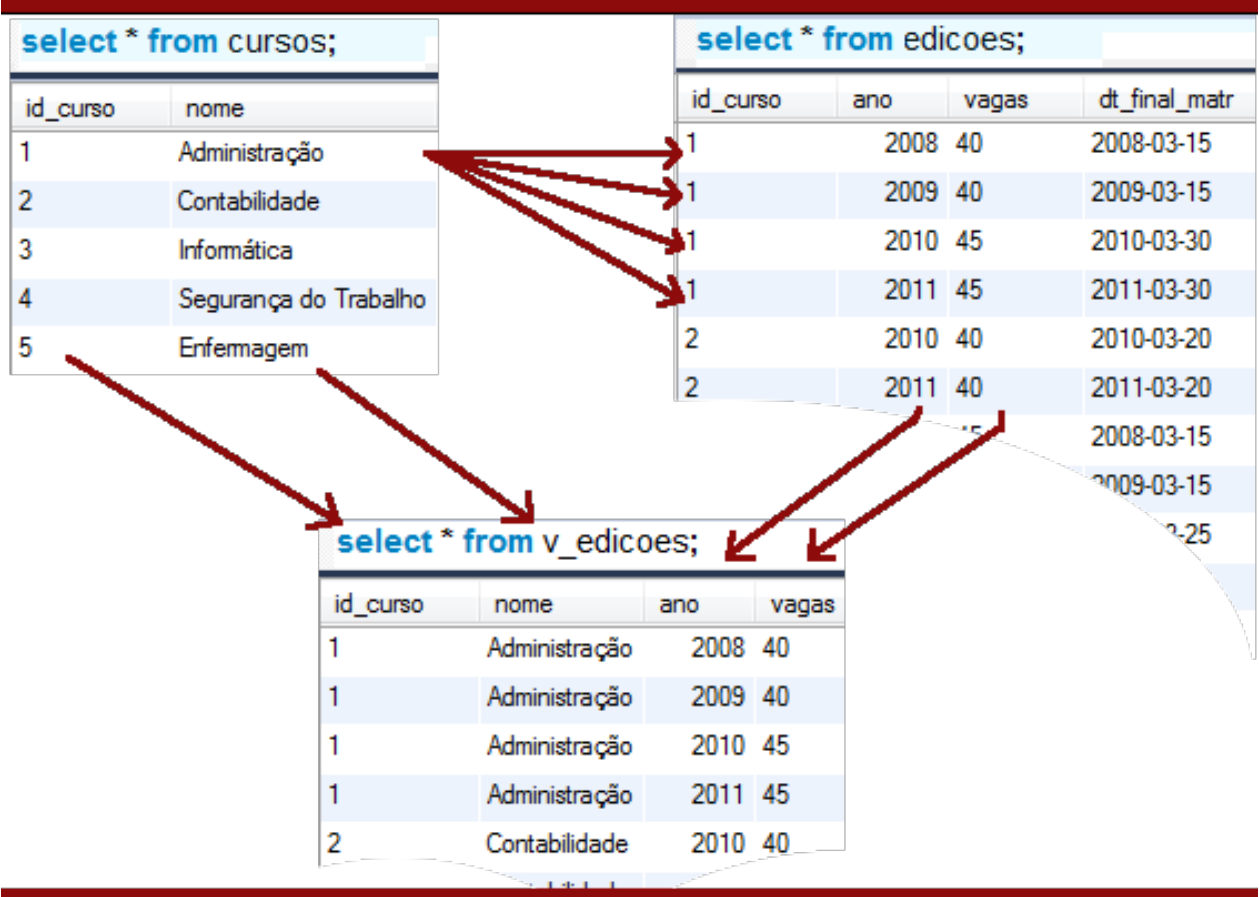 select * from cursos;
id_curso nome
1 Administração
2 Contabilidade
3 Informática
4 Segurança do Trabalho
5 Enfermagem
select * from edicoes;
id_curso ano vagas dt_final_matr
1 2008 40 2008-03-15
1 2009 40 2009-03-15
1 2010 45 2010-03-30
1 2011 45 2011-03-30
2 2010 40 2010-03-20
2 2011 40 2011-03-20
2008-03-15
2009-03-15
-25
select * from v_edicoes;
id_curso nome ano vagas
1 Administração 2008 40
1 Administração 2009 40
1 Administração 2010 45
1 Administração 2011 45
2 Contabilidade 2010 40